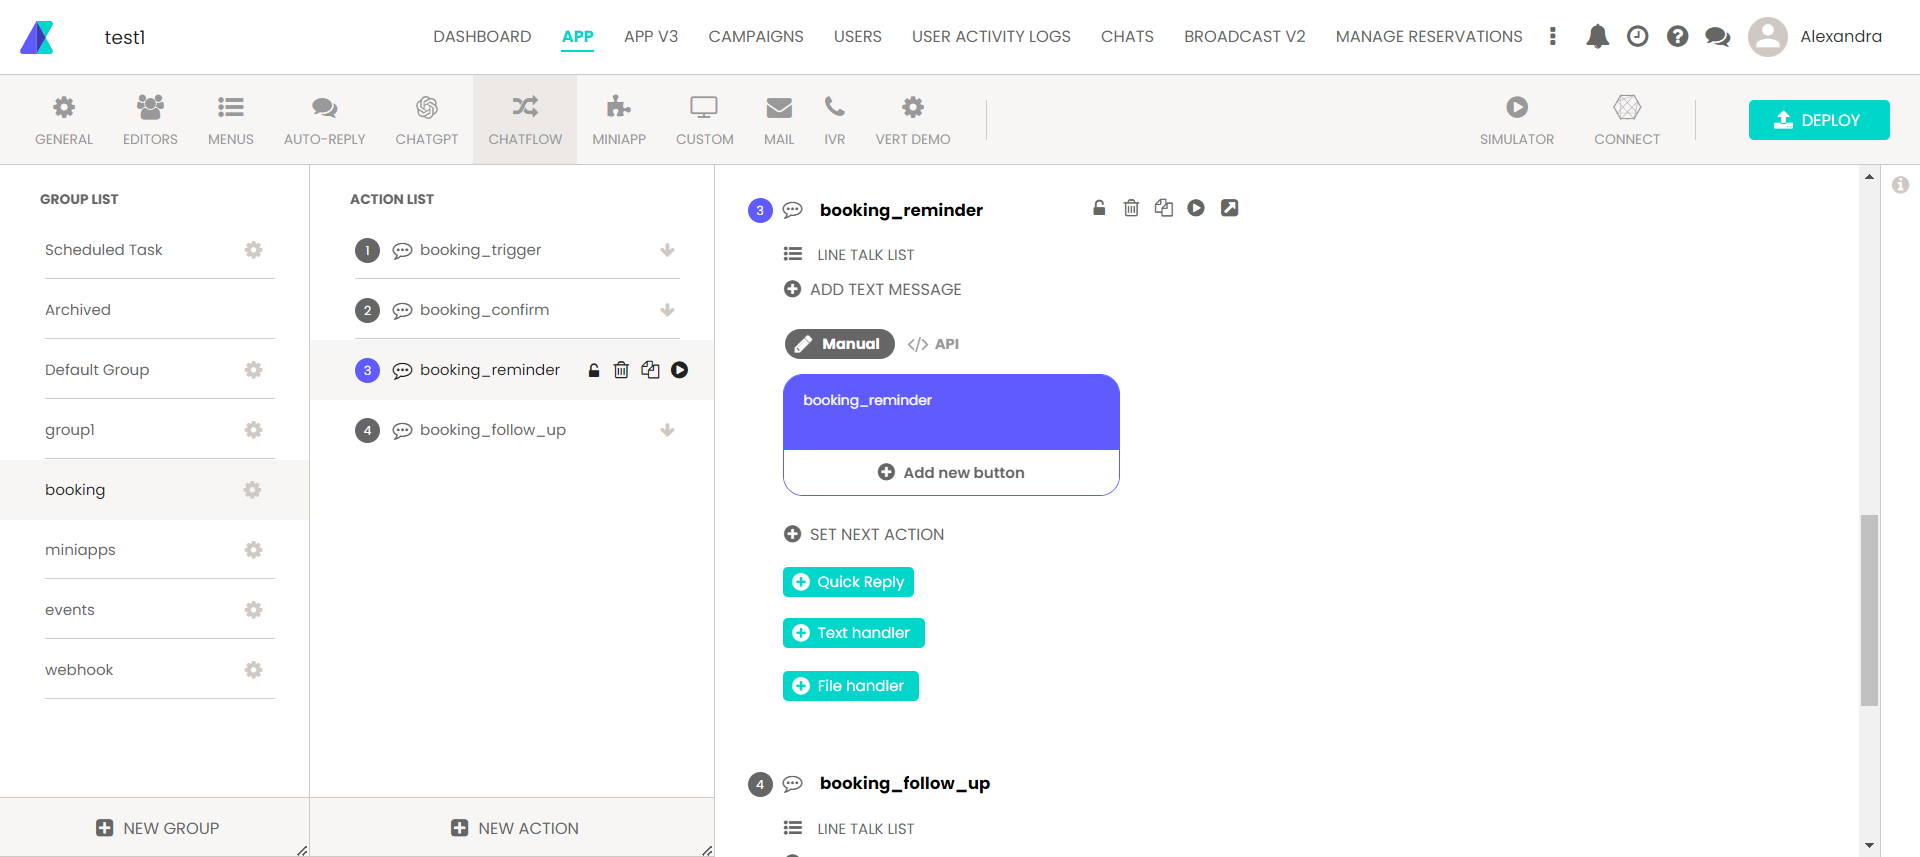 test1
DASHBOARD APP APP V3 CAMPAIGNS USERS USER ACTIVITY LOGS CHATS BROADCAST V2 MANAGE RESERVATIONS Alexandra
GENERAL EDITORS MENUS AUTO-REPLY CHATGPT CHATFLOW MINIAPP CUSTOM MAIL IVR VERT DEMO SIMULATOR CONNECT DEPLOY
GROUP LIST
Scheduled Task
Archived
Default Group
group1
booking
miniapps
events
webhook
NEW GROUP
ACTION LIST
1 booking_trigger
2 booking_confirm
3 booking_reminder
4 booking_follow_up
NEW ACTION
3 booking_reminder
LINE TALK LIST
ADD TEXT MESSAGE
Manual </> API
booking_reminder
Add new button
SET NEXT ACTION
Quick Reply
Text handler
File handler
4 booking_follow_up
LINE TALK LIST